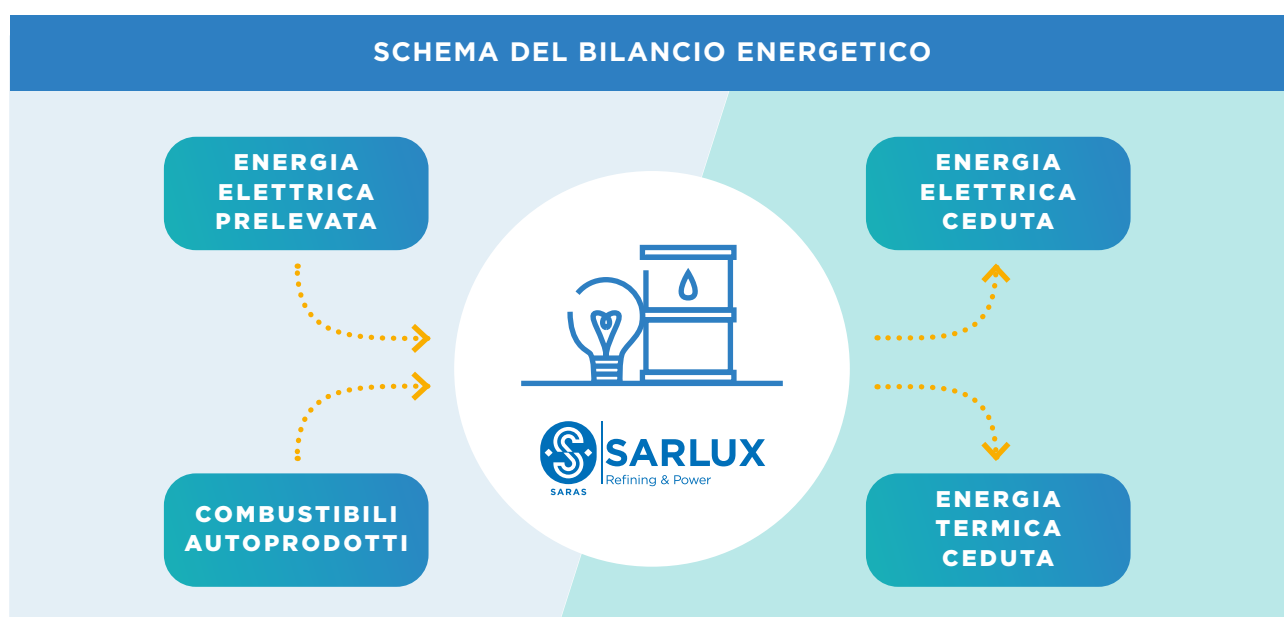 SCHEMA DEL BILANCIO ENERGETICO
ENERGIA
ELETTRICA
PRELEVATA
COMBUSTIBILI
AUTOPRODOTTI
SARAS
SARLUX
Refining & Power
ENERGIA
ELETTRICA
CEDUTA
ENERGIA
TERMICA
CEDUTA